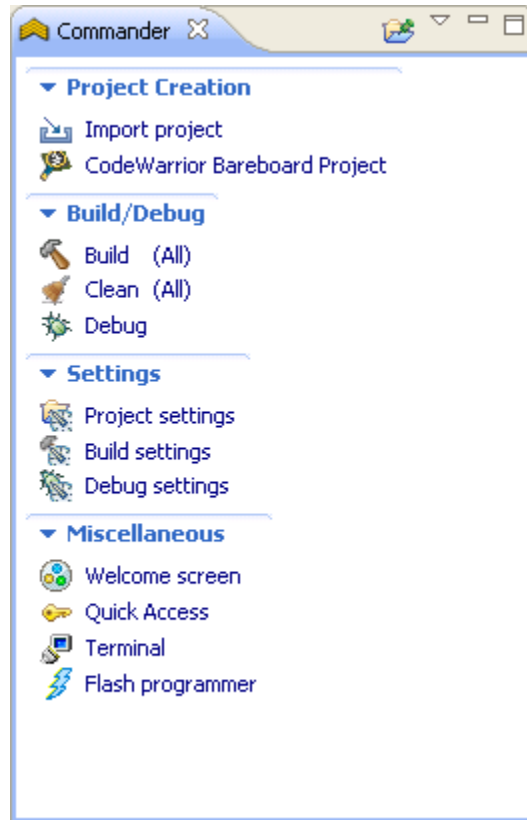 Commander
Project Creation
Import project
CodeWarrior Bareboard Project
Build/Debug
Build (All)
Clean (All)
Debug
Settings
Project settings
Build settings
Debug settings
Miscellaneous
Welcome screen
Quick Access
Terminal
Flash programmer